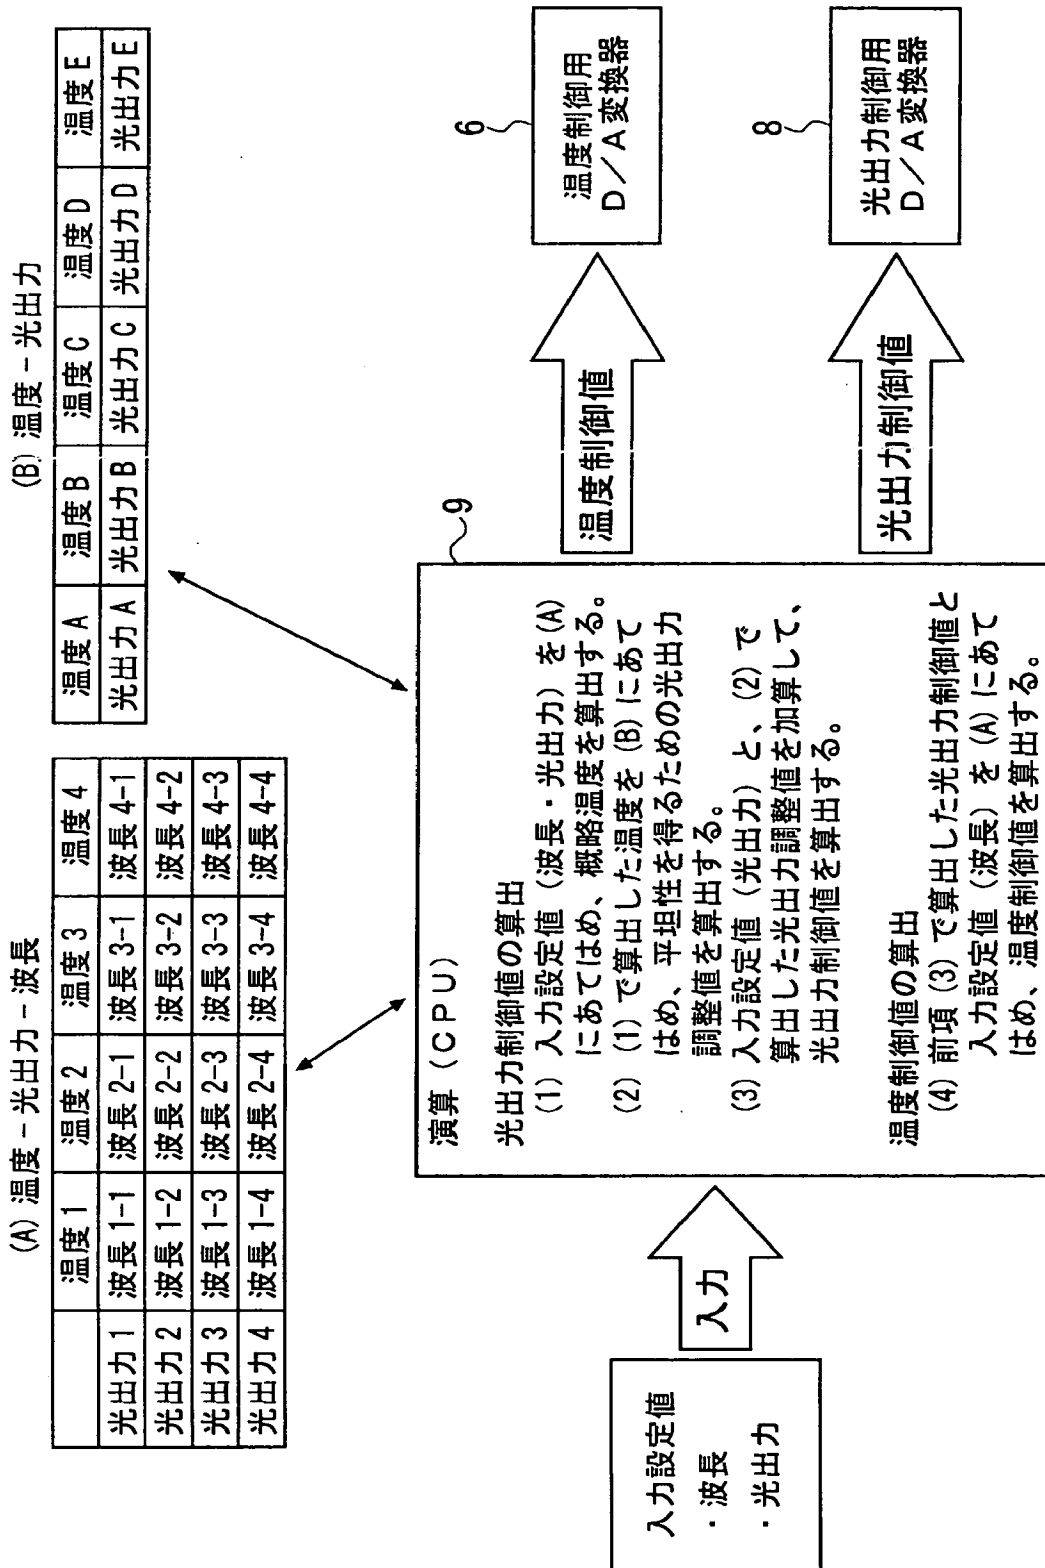 (A) 温度-光出力-波長
温度1 温度2 温度3 温度4
光出力1 波長1-1 波長2-1 波長3-1 波長4-1
光出力2 波長1-2 波長2-2 波長3-2 波長4-2
光出力3 波長1-3 波長2-3 波長3-3 波長4-3
光出力4 波長1-4 波長2-4 波長3-4 波長4-4
(B) 温度-光出力
温度A 温度B 温度C 温度D 温度E
光出力A 光出力B 光出力C 光出力D 光出力E
入力設定値
・波長
・光出力
入力
9
演算(CPU)
光出力制御値の算出
(1) 入力設定値(波長・光出力)を(A)
にあてはめ、概略温度を算出する。
(2) (1)で算出した温度を(B)にあて
はめ、平坦性を得るための光出力
調整値を算出する。
(3) 入力設定値(光出力)と、(2)で
算出した光出力調整値を加算して、
光出力制御値を算出する。
温度制御値の算出
(4) 前項(3)で算出した光出力制御値と
入力設定値(波長)を(A)にあて
はめ、温度制御値を算出する。
温度制御値
6
温度制御用
D/A変換器
光出力制御値
8
光出力制御用
D/A変換器